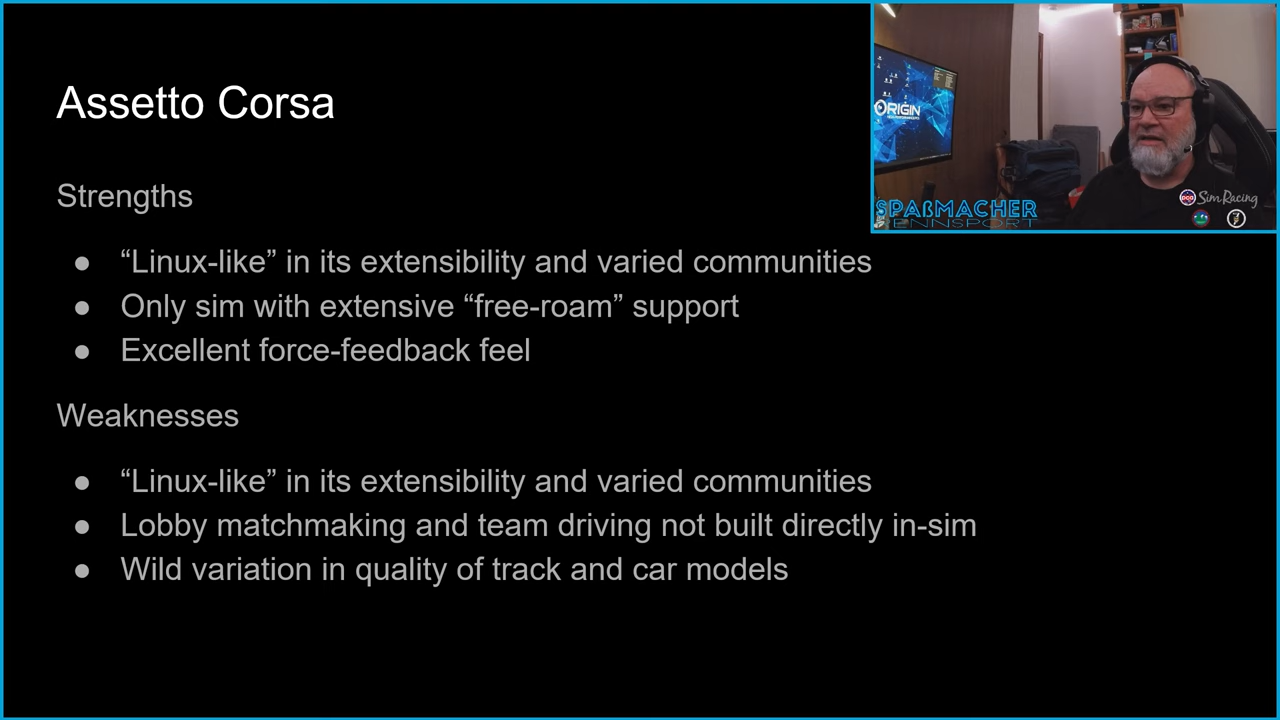 Assetto Corsa
Strengths
● “Linux-like” in its extensibility and varied communities
● Only sim with extensive “free-roam” support
● Excellent force-feedback feel
Weaknesses
● “Linux-like” in its extensibility and varied communities
● Lobby matchmaking and team driving not built directly in-sim
● Wild variation in quality of track and car models
ORIGIN
SPAßMACHER
RENNSPORT
Sim Racing